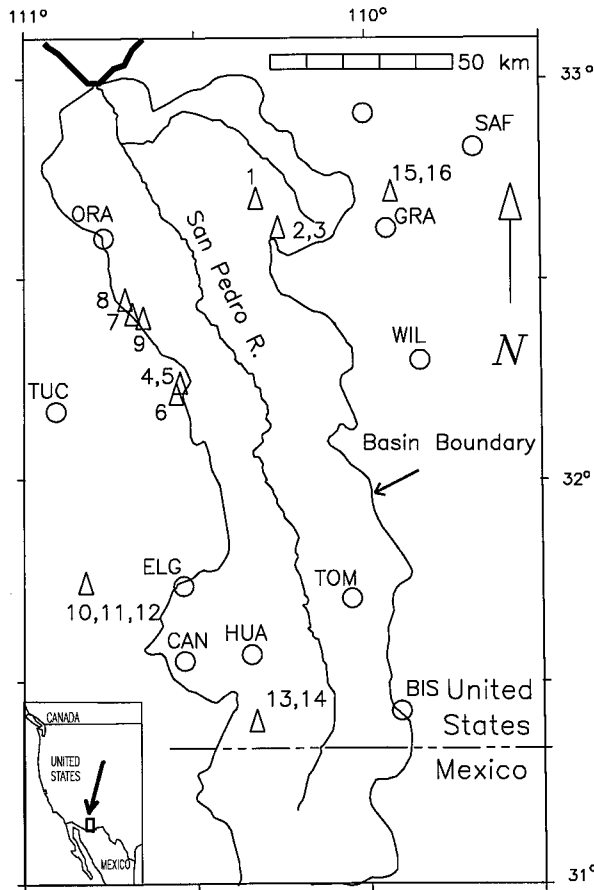 111°
110°
50 km
33°
SAF
1
15,16
ORA
2,3
GRA
San Pedro R.
8
7
9
WIL
N
4,5
TUC
6
Basin Boundary
32°
ELG
TOM
10,11,12
CAN
HUA
13,14
BIS
United
States
Mexico
CANADA
UNITED
STATES
MEXICO
31°